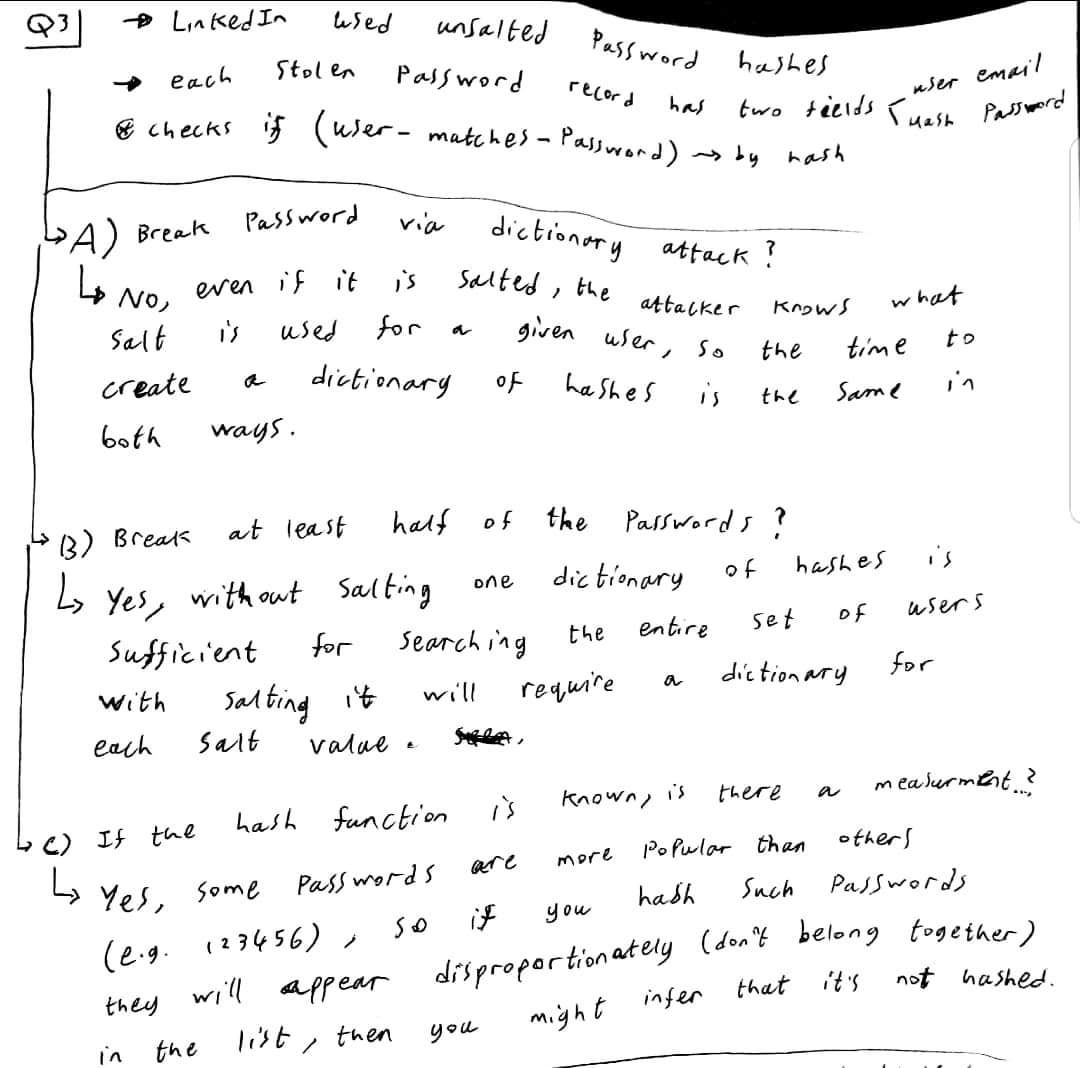 Q3 → LinkedIn used unsalted Password hashes
→ each stolen Password record has two fields user email
Hash Password
⊛ checks if (user-matches-Password) → by hash
A) Break Password via dictionary attack?
↳ No, even if it is salted, the attacker knows what
salt is used for a given user, so the time to
create a dictionary of hashes is the same in
both ways.
B) Break at least half of the Passwords?
↳ Yes, without salting one dictionary of hashes is
sufficient for searching the entire set of users
with salting it will require a dictionary for
each salt value.
C) If the hash function is known, is there a measurment..?
↳ Yes, some Passwords are more popular than others
(e.g. 123456), so if you hash such Passwords
they will appear disproportionately (don't belong together)
in the list, then you might infer that it's not hashed.